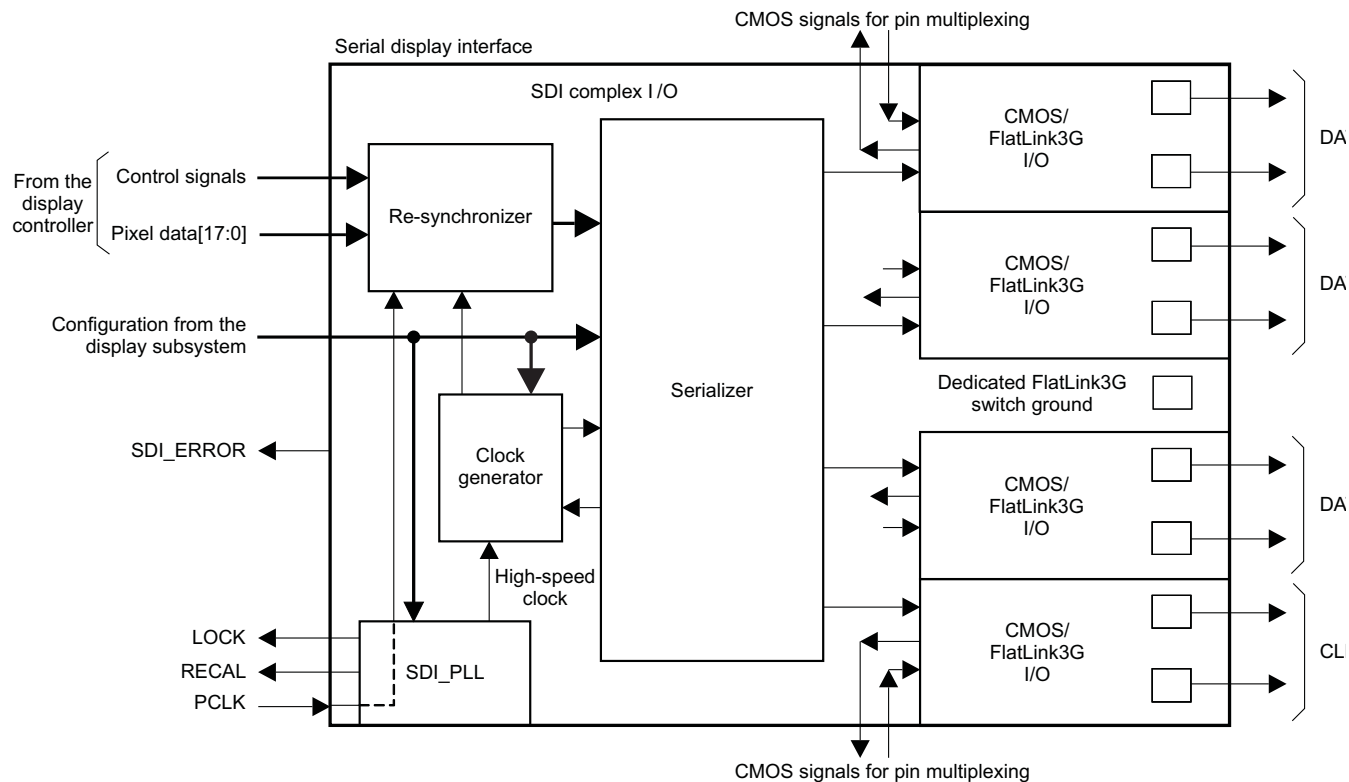 CMOS signals for pin multiplexing
Serial display interface
SDI complex I/O
CMOS/
FlatLink3G
I/O
Control signals
From the
display
controller
Re-synchronizer
Pixel data[17:0]
CMOS/
FlatLink3G
I/O
Configuration from the
display subsystem
Serializer
Dedicated FlatLink3G
switch ground
SDI_ERROR
Clock
generator
CMOS/
FlatLink3G
I/O
High-speed
clock
LOCK
RECAL
PCLK
SDI_PLL
CMOS/
FlatLink3G
I/O
CMOS signals for pin multiplexing